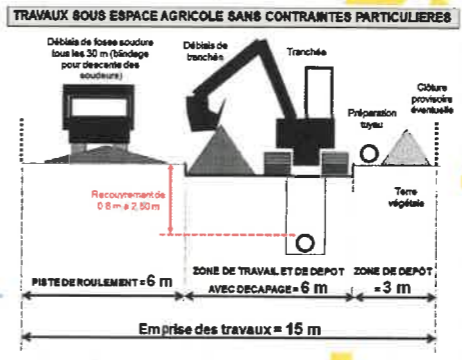 TRAVAUX SOUS ESPACE AGRICOLE SANS CONTRAINTES PARTICULIERES
Déblais de fosse soudure
tous les 30 m (blindage
pour descente des
soudeurs)
Déblais de
tranchén
Tranchée
Clôture
provisoire
éventuelle
Préparation
tuyau
Terre
végétale
Recouvrement de
0.8 m a 2,50 m
PISTE DE ROULEMENT = 6 m
ZONE DE TRAVAIL ET DE DEPOT
AVEC DECAPAGE = 6 m
ZONE DE DEPÔT
= 3 m
Emprise des travaux = 15 m